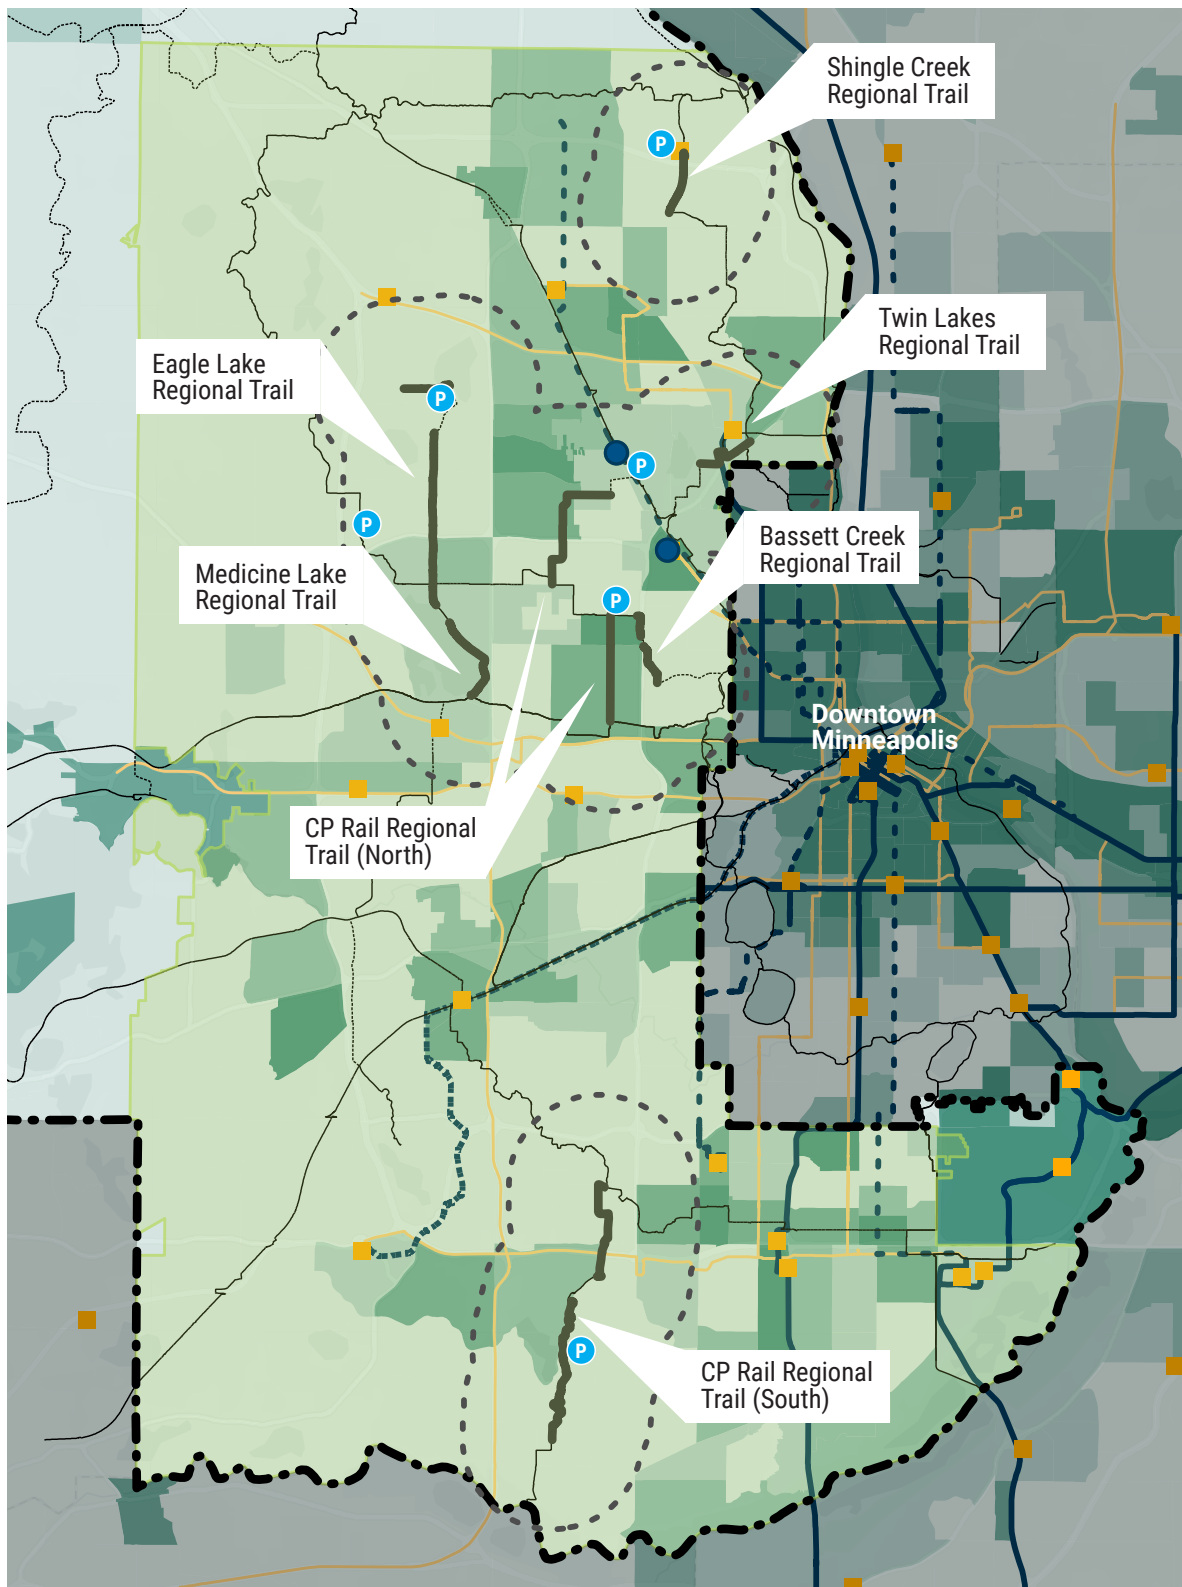 Shingle Creek
Regional Trail
P
Twin Lakes
Regional Trail
Eagle Lake
Regional Trail
P
P
P
Bassett Creek
Regional Trail
Medicine Lake
Regional Trail
P
Downtown
Minneapolis
CP Rail Regional
Trail (North)
P
CP Rail Regional
Trail (South)